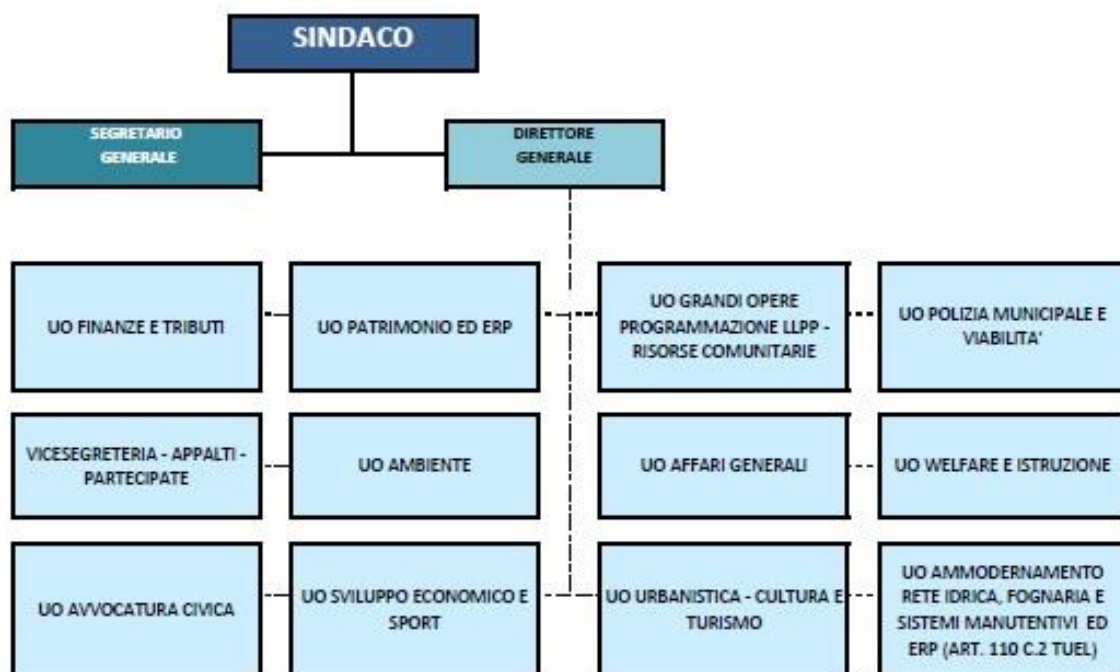 SINDACO
SEGRETARIO
GENERALE
DIRETTORE
GENERALE
UO FINANZE E TRIBUTI
UO PATRIMONIO ED ERP
UO GRANDI OPERE
PROGRAMMAZIONE LLPP -
RISORSE COMUNITARIE
UO POLIZIA MUNICIPALE E
VIABILITA'
VICESEGRETERIA - APPALTI -
PARTECIPATE
UO AMBIENTE
UO AFFARI GENERALI
UO WELFARE E ISTRUZIONE
UO AVVOCATURA CIVICA
UO SVILUPPO ECONOMICO E
SPORT
UO URBANISTICA - CULTURA E
TURISMO
UO AMMODERNAMENTO
RETE IDRICA, FOGNARIA E
SISTEMI MANUTENTIVI ED
ERP (ART. 110 C.2 TUEL)